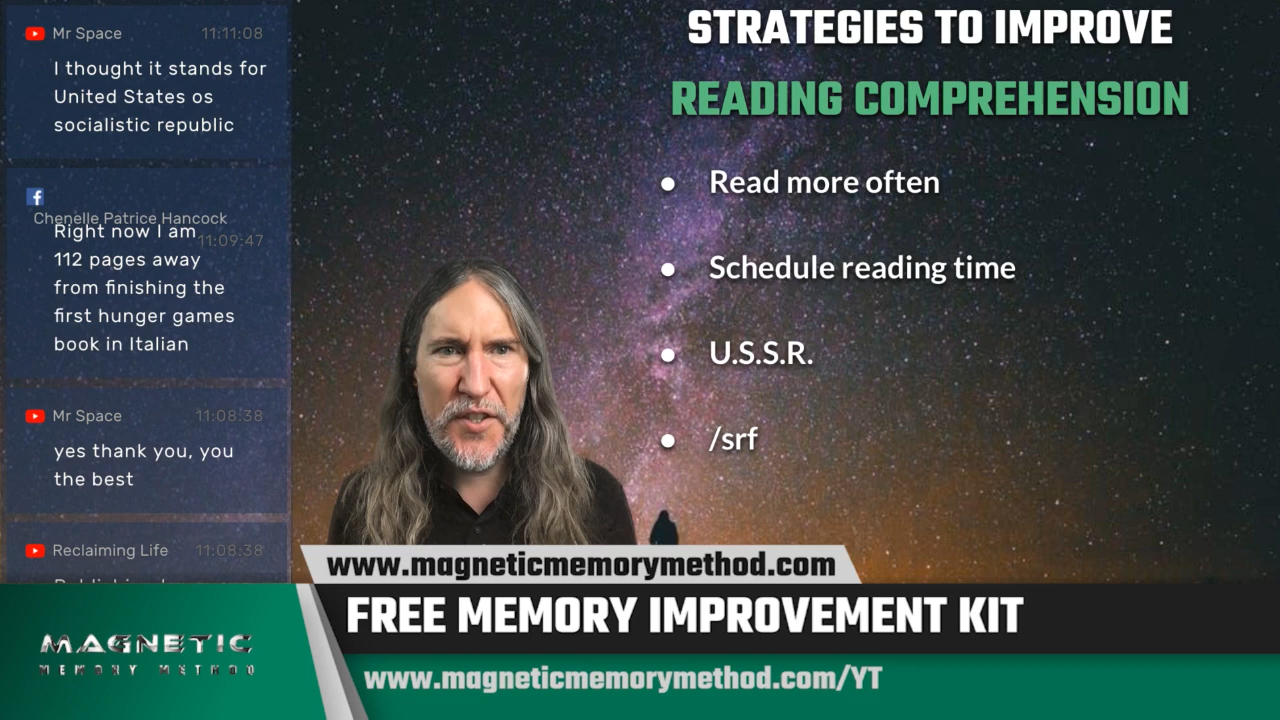 Mr Space 11:11:08
I thought it stands for
United States os
socialistic republic
Chenelle Patrice Hancock
11:09:47
Right now I am
112 pages away
from finishing the
first hunger games
book in Italian
Mr Space 11:08:38
yes thank you, you
the best
Reclaiming Life 11:08:38
STRATEGIES TO IMPROVE
READING COMPREHENSION
• Read more often
• Schedule reading time
• U.S.S.R.
• /srf
www.magneticmemorymethod.com
FREE MEMORY IMPROVEMENT KIT
www.magneticmemorymethod.com/YT
MAGNETIC
MEMORY METHOD